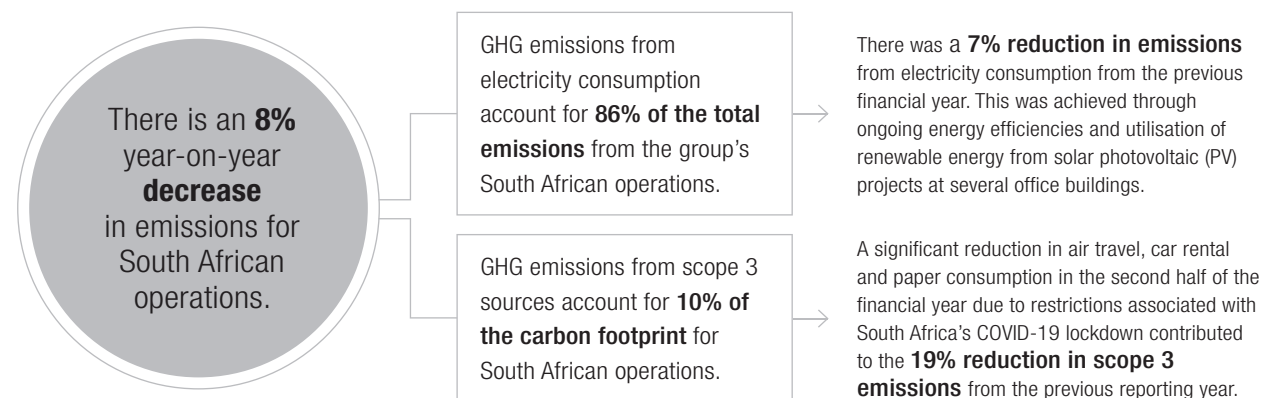 There is an 8%
year-on-year
decrease
in emissions for
South African
operations.
GHG emissions from
electricity consumption
account for 86% of the total
emissions from the group's
South African operations.
There was a 7% reduction in emissions
from electricity consumption from the previous
financial year. This was achieved through
ongoing energy efficiencies and utilisation of
renewable energy from solar photovoltaic (PV)
projects at several office buildings.
GHG emissions from scope 3
sources account for 10% of
the carbon footprint for
South African operations.
A significant reduction in air travel, car rental
and paper consumption in the second half of the
financial year due to restrictions associated with
South Africa's COVID-19 lockdown contributed
to the 19% reduction in scope 3
emissions from the previous reporting year.